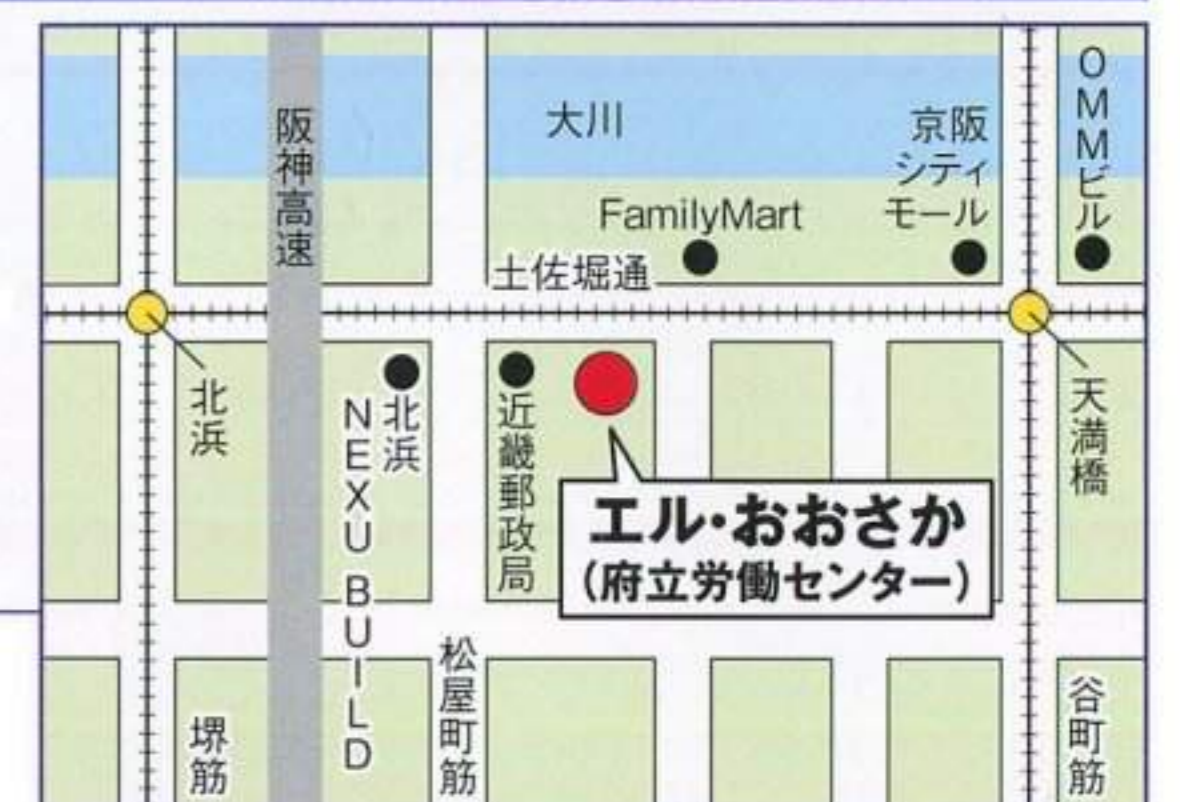 阪神高速
大川
京阪
シティ
モール
OMMビル
FamilyMart
土佐堀通
北浜
北浜
NEXU BUILD
近畿郵政局
天満橋
エル・おおさか
(府立労働センター)
堺筋
松屋町筋
谷町筋